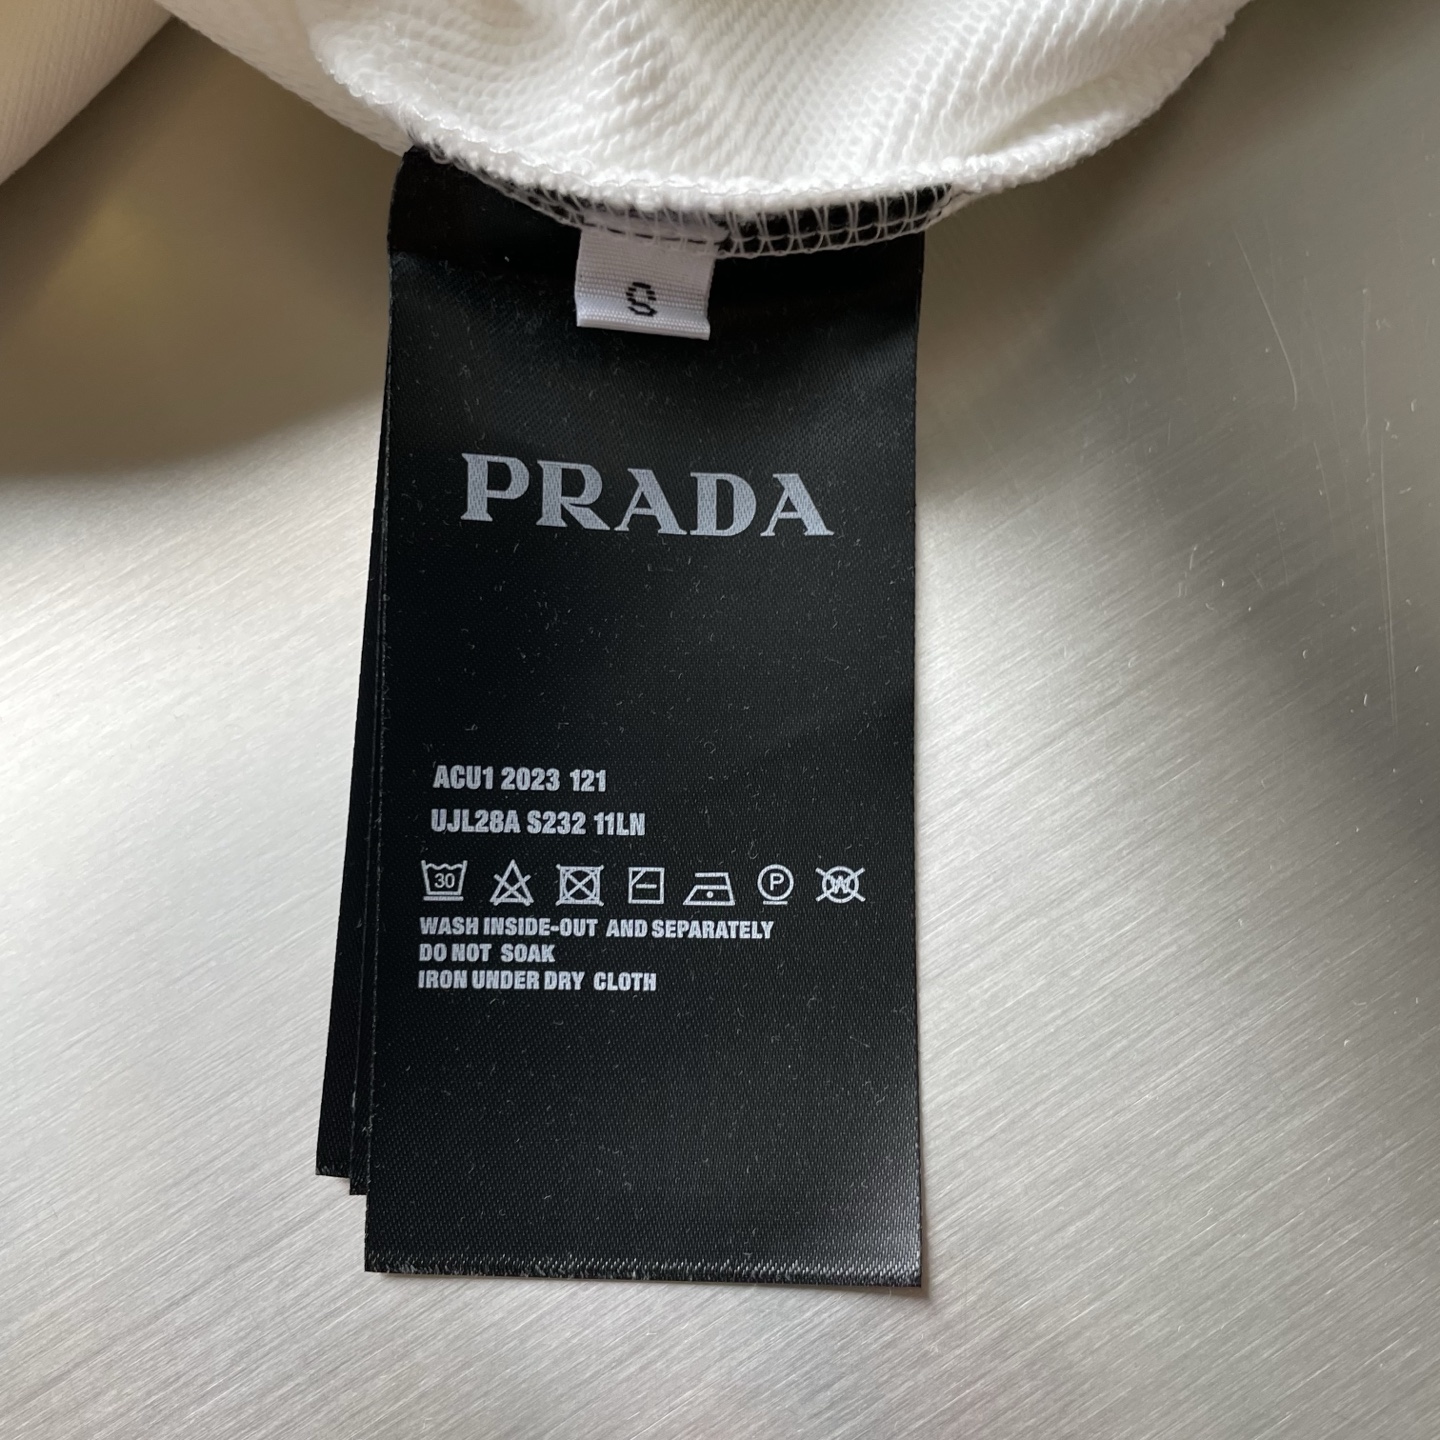 S
PRADA
ACU1 2023 121
UJL28A S232 11LN
30 P W
WASH INSIDE-OUT AND SEPARATELY
DO NOT SOAK
IRON UNDER DRY CLOTH